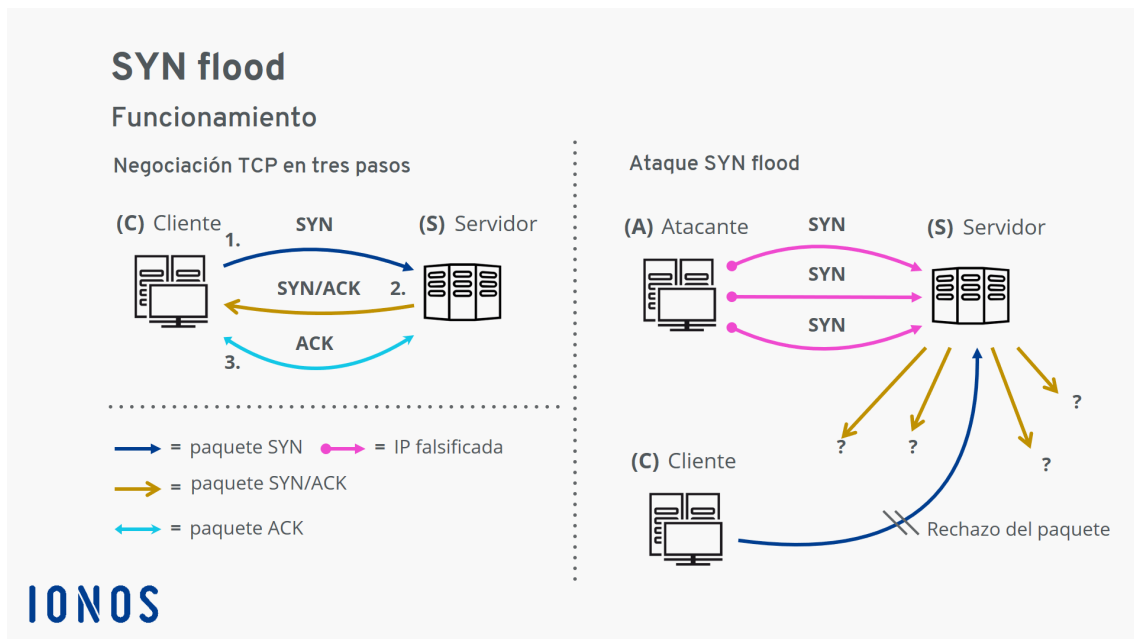 SYN flood
Funcionamiento
Negociación TCP en tres pasos
(C) Cliente
SYN
(S) Servidor
1.
SYN/ACK
2.
ACK
3.
= paquete SYN
= IP falsificada
= paquete SYN/ACK
= paquete ACK
Ataque SYN flood
(A) Atacante
SYN
(S) Servidor
SYN
SYN
?
?
?
?
(C) Cliente
Rechazo del paquete
IONOS